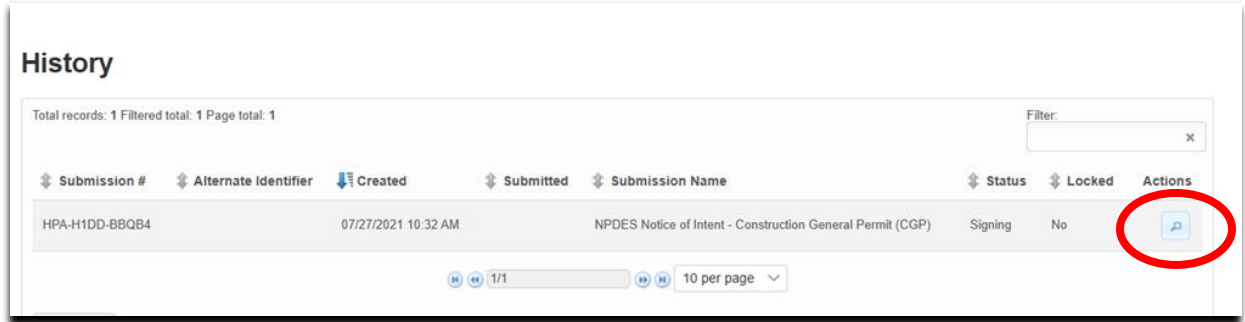 History
Total records: 1 Filtered total: 1 Page total: 1
Filter:
Submission # Alternate Identifier Created Submitted Submission Name Status Locked Actions
HPA-H1DD-BBQB4 07/27/2021 10:32 AM NPDES Notice of Intent - Construction General Permit (CGP) Signing No
1/1 10 per page